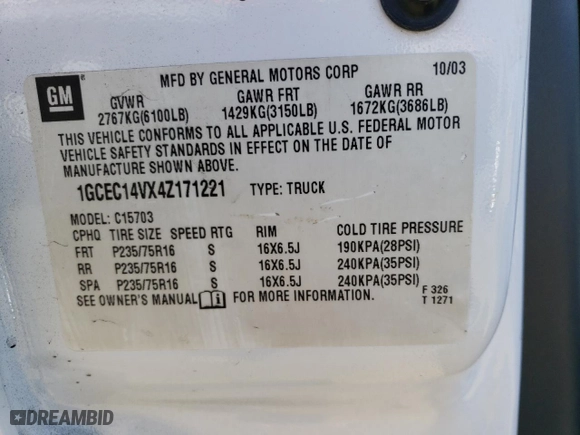 GM
MFD BY GENERAL MOTORS CORP 10/03
GVWR GAWR FRT GAWR RR
2767KG(6100LB) 1429KG(3150LB) 1672KG(3686LB)
THIS VEHICLE CONFORMS TO ALL APPLICABLE U.S. FEDERAL MOTOR
VEHICLE SAFETY STANDARDS IN EFFECT ON THE DATE OF
MANUFACTURE SHOWN ABOVE.
1GCEC14VX4Z171221 TYPE: TRUCK
MODEL: C15703
CPHQ TIRE SIZE SPEED RTG RIM COLD TIRE PRESSURE
FRT P235/75R16 S 16X6.5J 190KPA(28PSI)
RR P235/75R16 S 16X6.5J 240KPA(35PSI)
SPA P235/75R16 S 16X6.5J 240KPA(35PSI)
SEE OWNER'S MANUAL i FOR MORE INFORMATION.
F 326
T 1271
DREAMBID